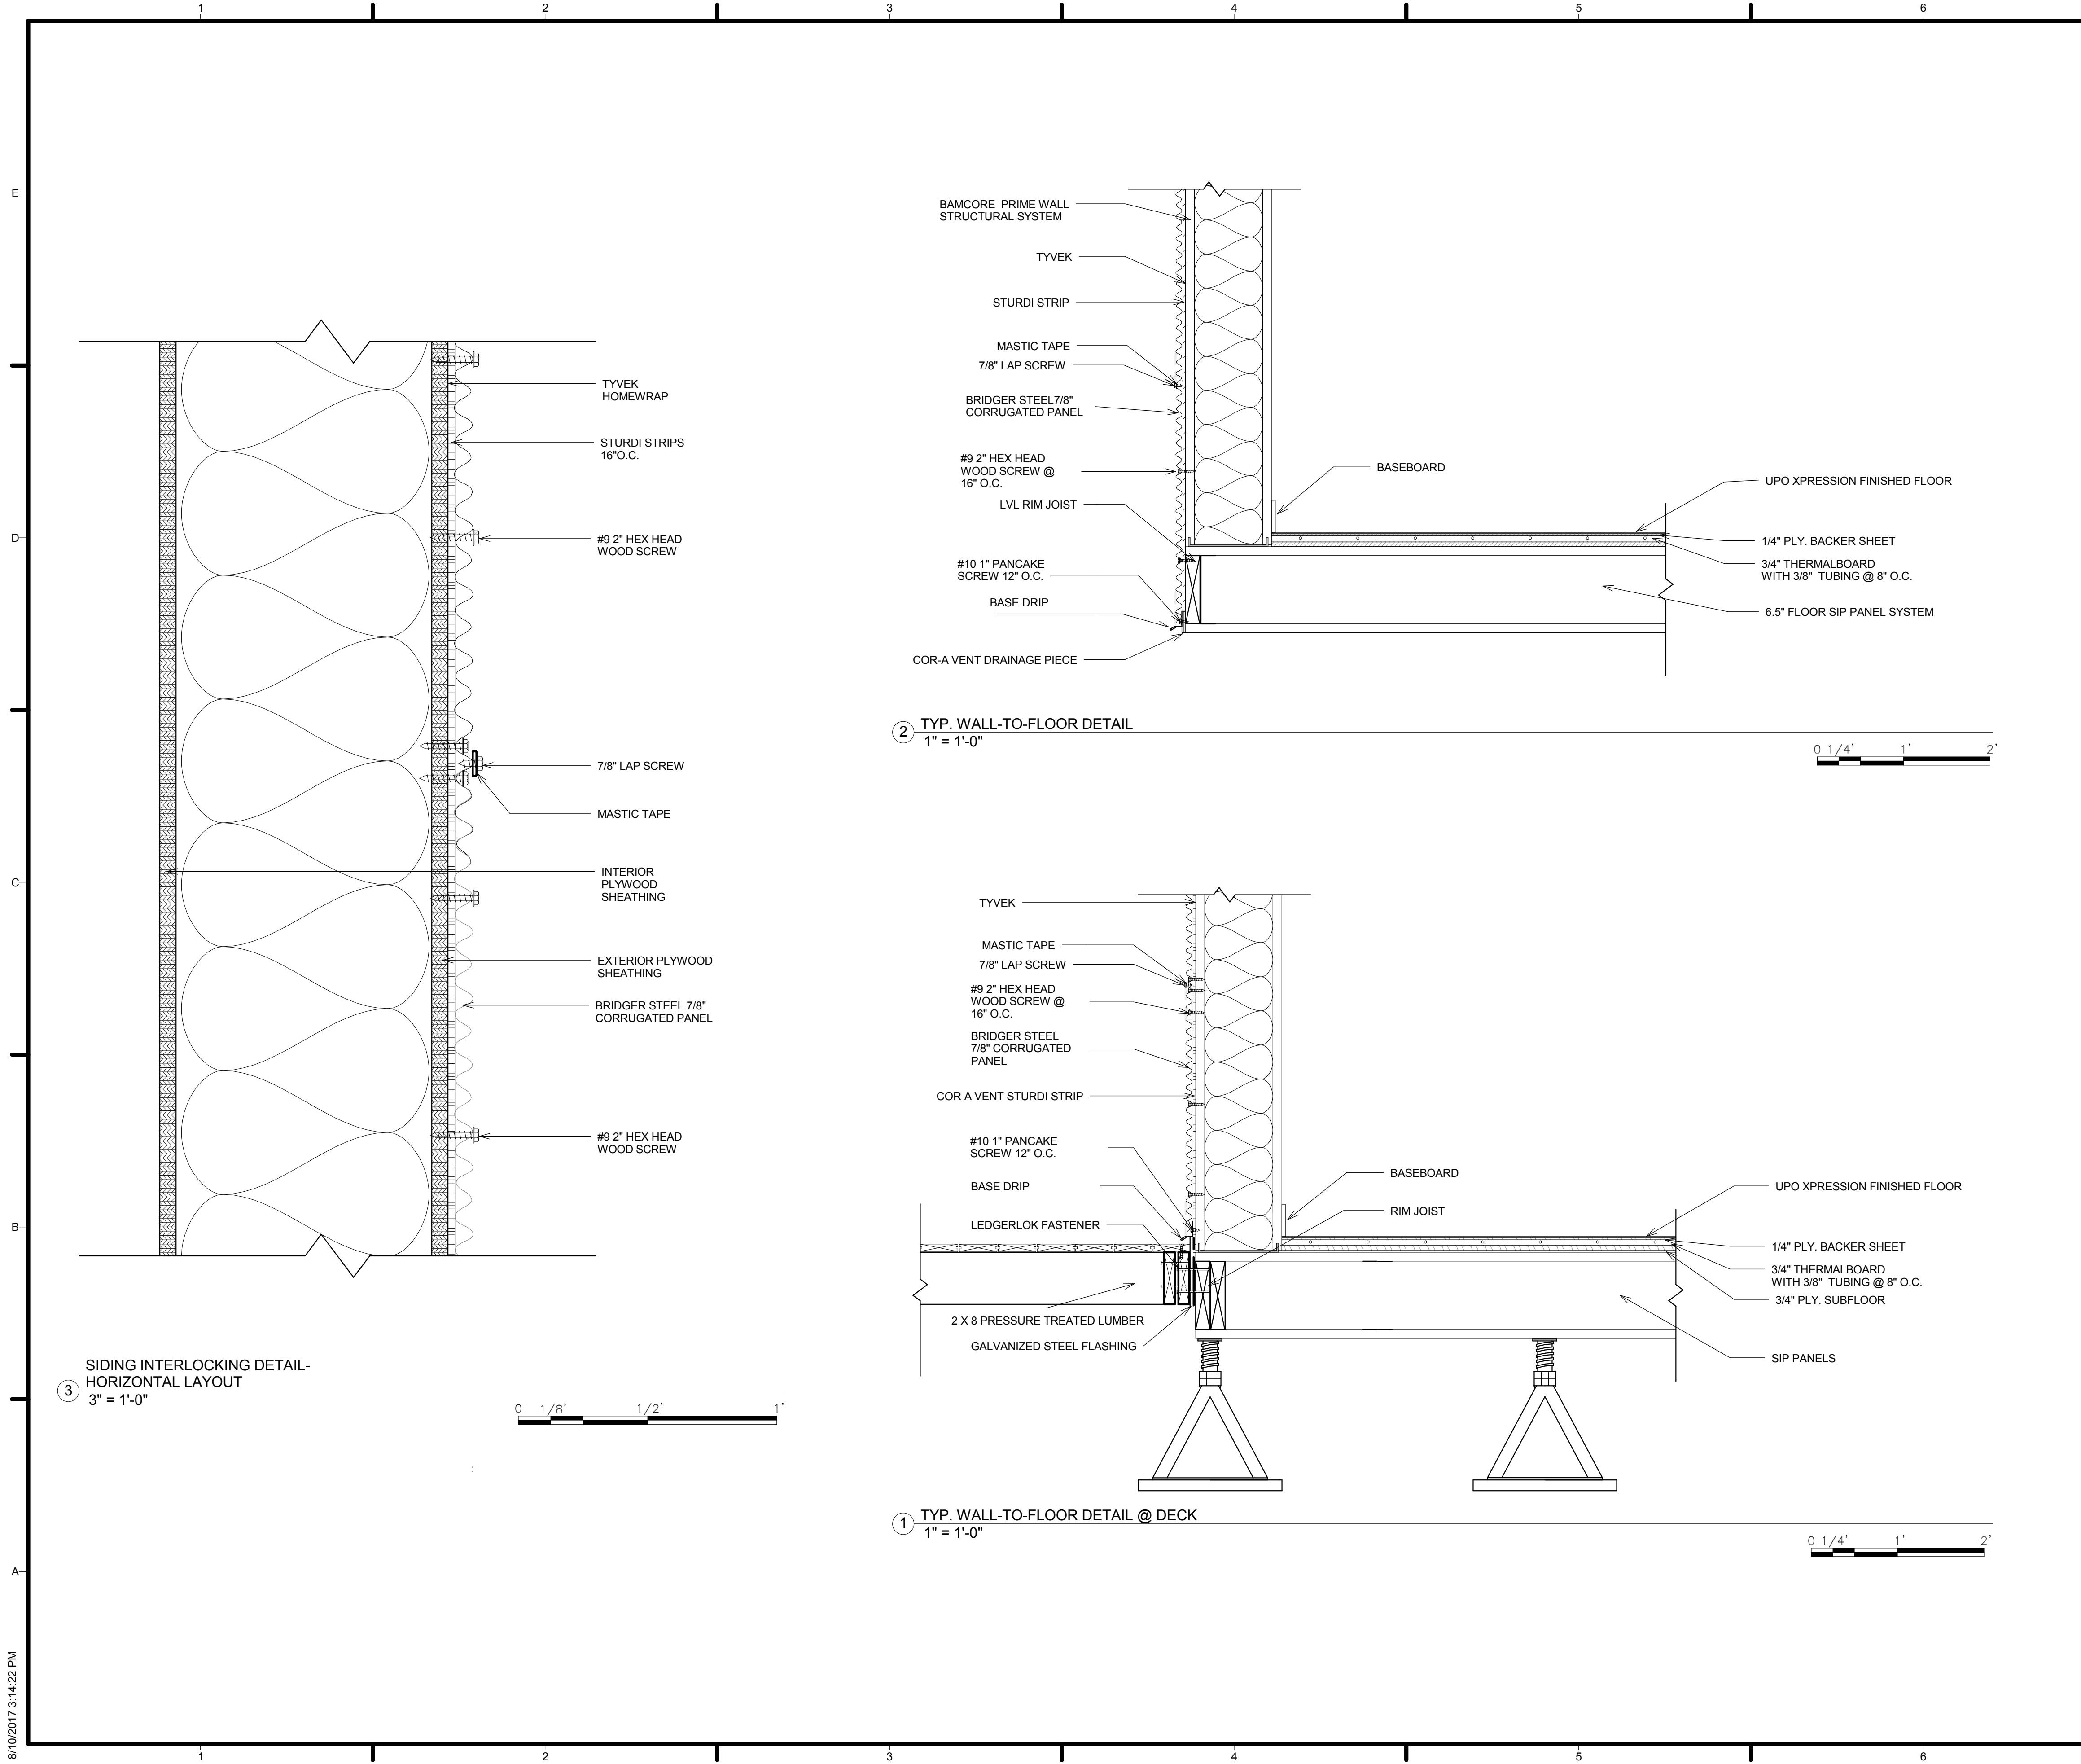 1 2 3 4 5 6
E
D
C
B
A
TYVEK
HOMEWRAP
STURDI STRIPS
16"O.C.
#9 2" HEX HEAD
WOOD SCREW
7/8" LAP SCREW
MASTIC TAPE
INTERIOR
PLYWOOD
SHEATHING
EXTERIOR PLYWOOD
SHEATHING
BRIDGER STEEL 7/8"
CORRUGATED PANEL
#9 2" HEX HEAD
WOOD SCREW
3
SIDING INTERLOCKING DETAIL-
HORIZONTAL LAYOUT
3" = 1'-0"
0 1/8' 1/2' 1'
BAMCORE PRIME WALL
STRUCTURAL SYSTEM
TYVEK
STURDI STRIP
MASTIC TAPE
7/8" LAP SCREW
BRIDGER STEEL7/8"
CORRUGATED PANEL
#9 2" HEX HEAD
WOOD SCREW @
16" O.C.
LVL RIM JOIST
#10 1" PANCAKE
SCREW 12" O.C.
BASE DRIP
COR-A VENT DRAINAGE PIECE
BASEBOARD
UPO XPRESSION FINISHED FLOOR
1/4" PLY. BACKER SHEET
3/4" THERMALBOARD
WITH 3/8" TUBING @ 8" O.C.
6.5" FLOOR SIP PANEL SYSTEM
2
TYP. WALL-TO-FLOOR DETAIL
1" = 1'-0"
0 1/4' 1' 2'
TYVEK
MASTIC TAPE
7/8" LAP SCREW
#9 2" HEX HEAD
WOOD SCREW @
16" O.C.
BRIDGER STEEL
7/8" CORRUGATED
PANEL
COR A VENT STURDI STRIP
#10 1" PANCAKE
SCREW 12" O.C.
BASE DRIP
LEDGERLOK FASTENER
2 X 8 PRESSURE TREATED LUMBER
GALVANIZED STEEL FLASHING
BASEBOARD
RIM JOIST
UPO XPRESSION FINISHED FLOOR
1/4" PLY. BACKER SHEET
3/4" THERMALBOARD
WITH 3/8" TUBING @ 8" O.C.
3/4" PLY. SUBFLOOR
SIP PANELS
1
TYP. WALL-TO-FLOOR DETAIL @ DECK
1" = 1'-0"
0 1/4' 1' 2'
8/10/2017 3:14:22 PM
1 2 3 4 5 6